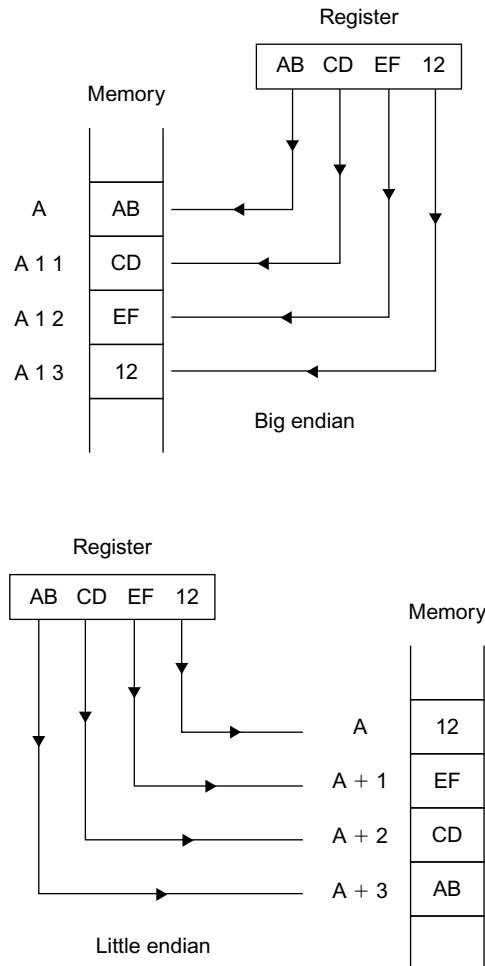 Register
AB CD EF 12
Memory
A AB
A 1 1 CD
A 1 2 EF
A 1 3 12
Big endian
Register
AB CD EF 12
Memory
A 12
A + 1 EF
A + 2 CD
A + 3 AB
Little endian